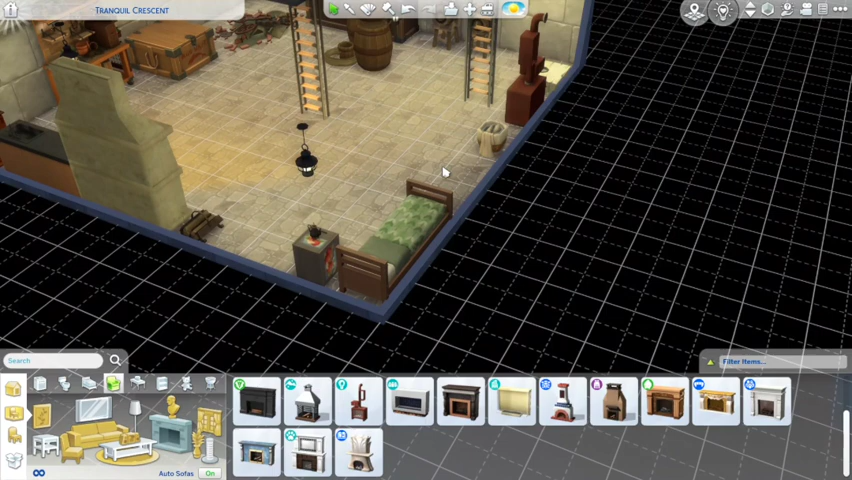 TRANQUIL CRESCENT
Search
Filter Items...
Auto Sofas
On